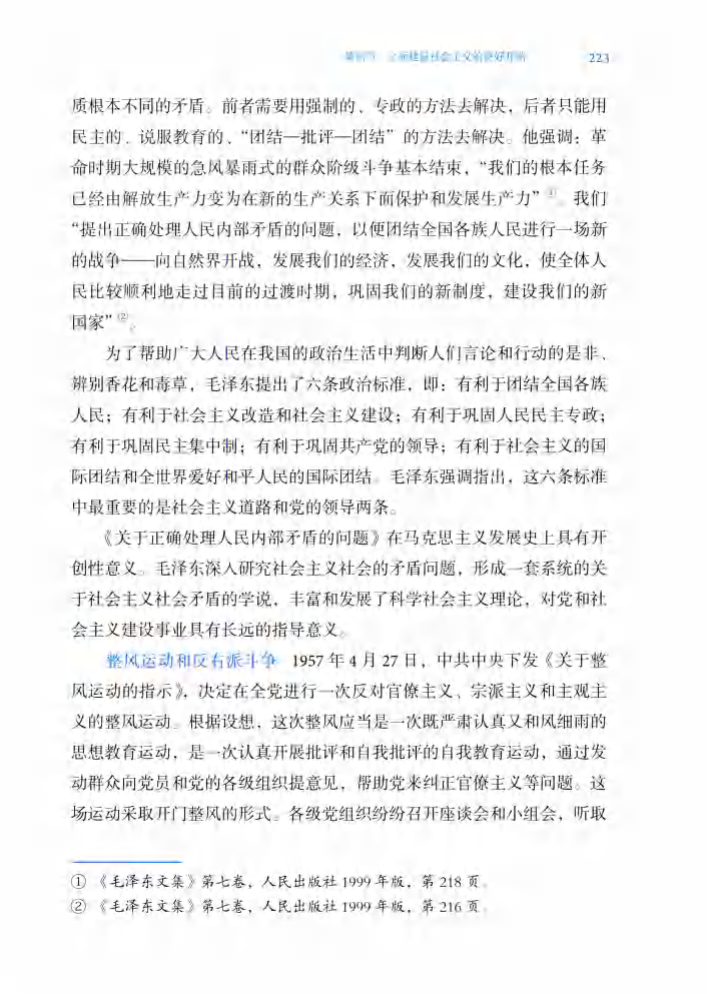 全面建设社会主义的良好开端 223
质根本不同的矛盾。前者需要用强制的、专政的方法去解决，后者只能用
民主的、说服教育的、“团结—批评—团结”的方法去解决。他强调：革
命时期大规模的急风暴雨式的群众阶级斗争基本结束，“我们的根本任务
已经由解放生产力变为在新的生产关系下面保护和发展生产力”①。我们
“提出正确处理人民内部矛盾的问题，以便团结全国各族人民进行一场新
的战争——向自然界开战，发展我们的经济，发展我们的文化，使全体人
民比较顺利地走过目前的过渡时期，巩固我们的新制度，建设我们的新
国家”②。
为了帮助广大人民在我国的政治生活中判断人们言论和行动的是非、
辨别香花和毒草，毛泽东提出了六条政治标准，即：有利于团结全国各族
人民；有利于社会主义改造和社会主义建设；有利于巩固人民民主专政；
有利于巩固民主集中制；有利于巩固共产党的领导；有利于社会主义的国
际团结和全世界爱好和平人民的国际团结。毛泽东强调指出，这六条标准
中最重要的是社会主义道路和党的领导两条。
《关于正确处理人民内部矛盾的问题》在马克思主义发展史上具有开
创性意义。毛泽东深入研究社会主义社会的矛盾问题，形成一套系统的关
于社会主义社会矛盾的学说，丰富和发展了科学社会主义理论，对党和社
会主义建设事业具有长远的指导意义。
整风运动和反右派斗争 1957年4月27日，中共中央下发《关于整
风运动的指示》，决定在全党进行一次反对官僚主义、宗派主义和主观主
义的整风运动。根据设想，这次整风应当是一次既严肃认真又和风细雨的
思想教育运动，是一次认真开展批评和自我批评的自我教育运动，通过发
动群众向党员和党的各级组织提意见，帮助党来纠正官僚主义等问题。这
场运动采取开门整风的形式。各级党组织纷纷召开座谈会和小组会，听取
① 《毛泽东文集》第七卷，人民出版社1999年版，第218页。
② 《毛泽东文集》第七卷，人民出版社1999年版，第216页。